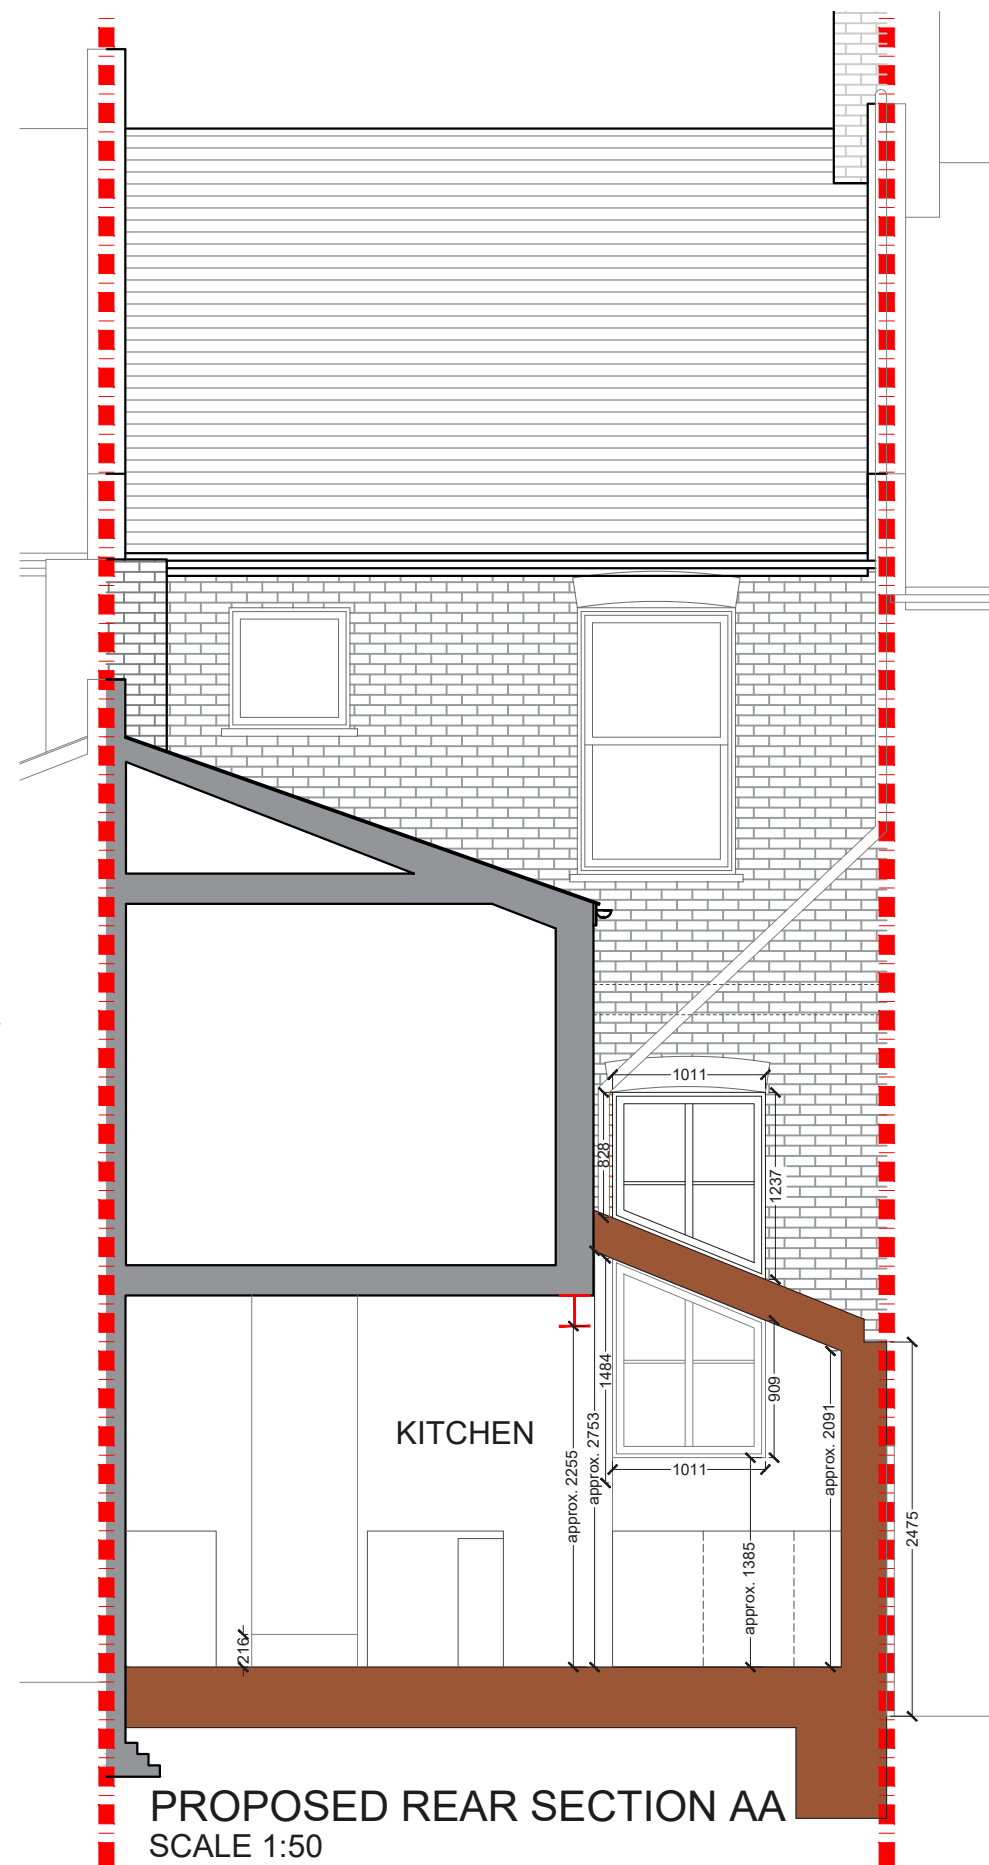 1011
828
1237
1484
909
KITCHEN
approx. 2255
approx. 2753
approx. 2091
1011
2475
approx. 1385
216
PROPOSED REAR SECTION AA
SCALE 1:50